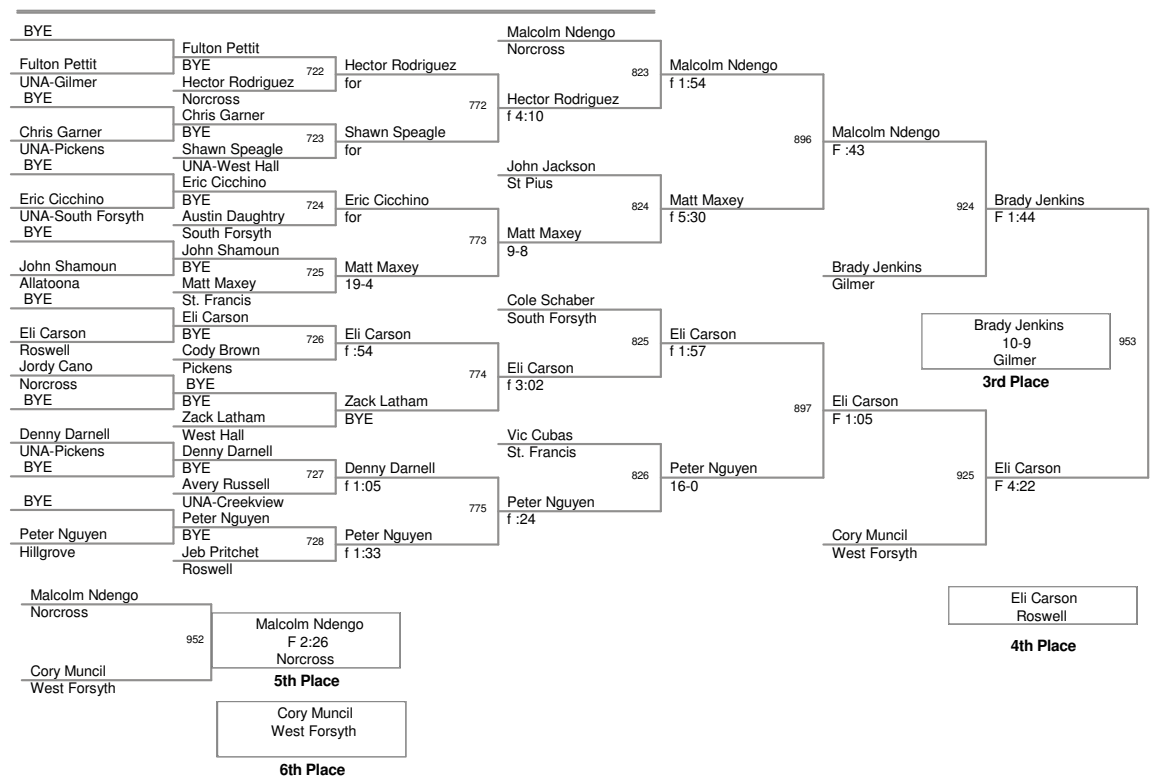 BYE
Fulton Pettit
UNA-Gilmer
BYE
Chris Garner
UNA-Pickens
BYE
Eric Cicchino
UNA-South Forsyth
BYE
John Shamoun
Allatoona
BYE
Eli Carson
Roswell
Jordy Cano
Norcross
BYE
Denny Darnell
UNA-Pickens
BYE
BYE
Peter Nguyen
Hillgrove
Fulton Pettit
BYE
722
Hector Rodriguez
Norcross
Chris Garner
BYE
723
Shawn Speagle
UNA-West Hall
Eric Cicchino
BYE
724
Austin Daughtry
South Forsyth
John Shamoun
BYE
725
Matt Maxey
St. Francis
Eli Carson
BYE
726
Cody Brown
Pickens
BYE
BYE
Zack Latham
West Hall
Denny Darnell
BYE
727
Avery Russell
UNA-Creekview
Peter Nguyen
BYE
728
Jeb Pritchet
Roswell
Hector Rodriguez
for
772
Shawn Speagle
for
Eric Cicchino
for
773
Matt Maxey
19-4
Eli Carson
f :54
774
Zack Latham
BYE
Denny Darnell
f 1:05
775
Peter Nguyen
f 1:33
Malcolm Ndengo
Norcross
823
Hector Rodriguez
f 4:10
John Jackson
St Pius
824
Matt Maxey
9-8
Cole Schaber
South Forsyth
825
Eli Carson
f 3:02
Vic Cubas
St. Francis
826
Peter Nguyen
f :24
Malcolm Ndengo
f 1:54
896
Matt Maxey
f 5:30
Eli Carson
f 1:57
897
Peter Nguyen
16-0
Malcolm Ndengo
F :43
924
Brady Jenkins
Gilmer
Eli Carson
F 1:05
925
Cory Muncil
West Forsyth
Brady Jenkins
F 1:44
Eli Carson
F 4:22
Brady Jenkins
10-9
Gilmer
953
3rd Place
Eli Carson
Roswell
4th Place
Malcolm Ndengo
Norcross
952
Cory Muncil
West Forsyth
Malcolm Ndengo
F 2:26
Norcross
5th Place
Cory Muncil
West Forsyth
6th Place